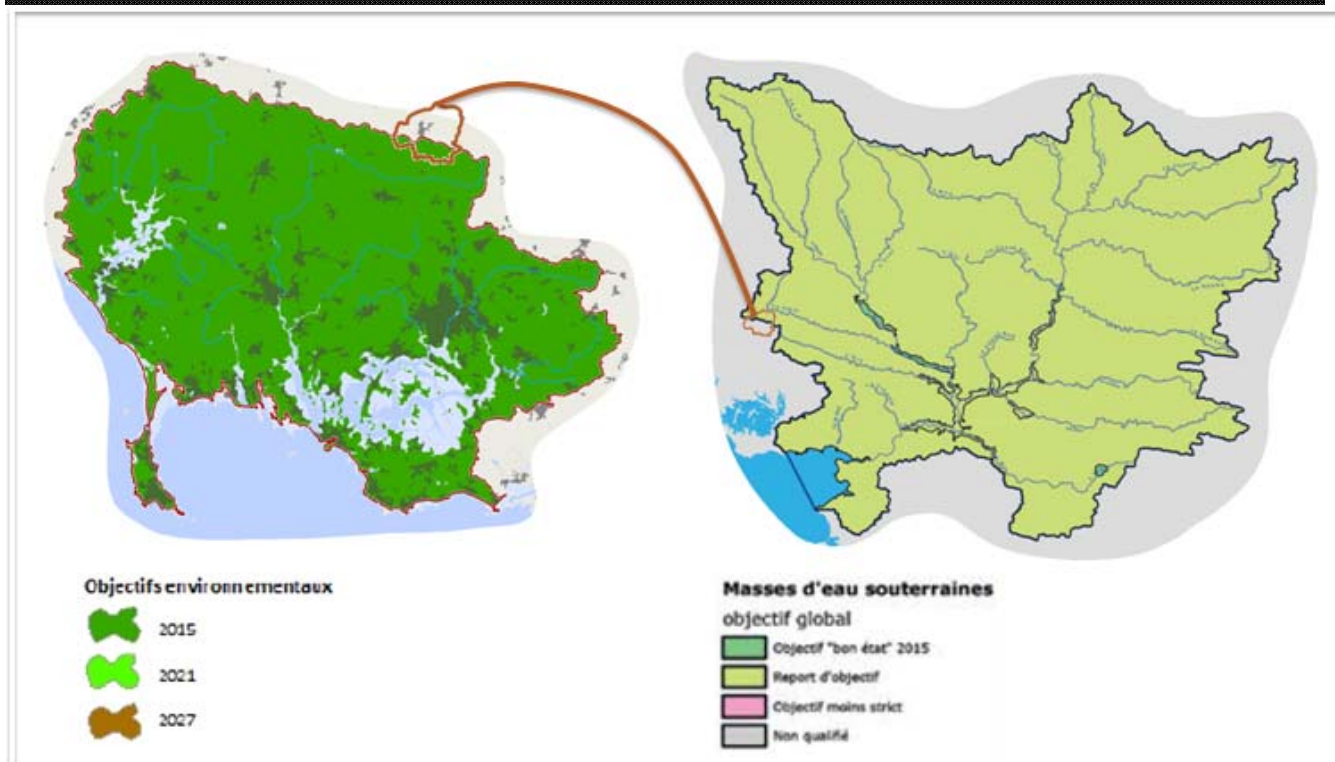 Objectifs environnementaux
2015
2021
2027
Masses d'eau souterraines
objectif global
Objectif "bon état" 2015
Report d'objectif
Objectif moins strict
Non qualifié